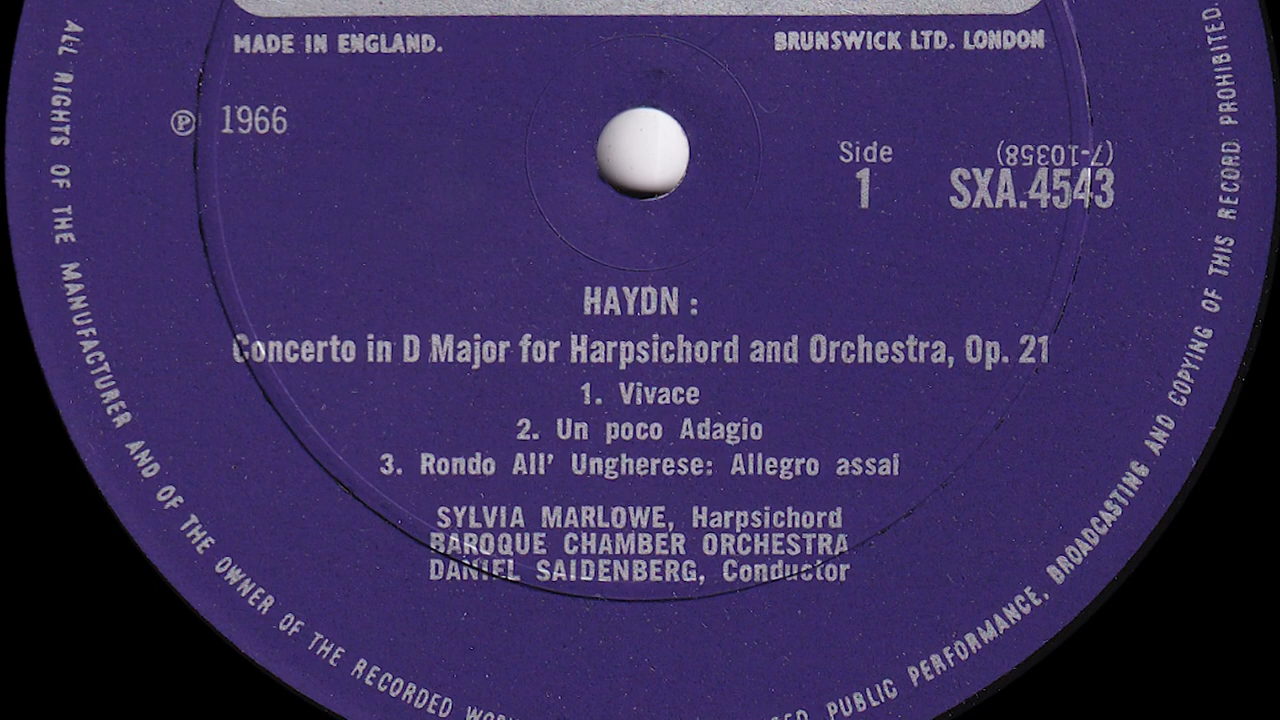 MADE IN ENGLAND.
BRUNSWICK LTD. LONDON
℗ 1966
Side
1
(7-10358)
SXA.4543
HAYDN :
Concerto in D Major for Harpsichord and Orchestra, Op. 21
1. Vivace
2. Un poco Adagio
3. Rondo All' Ungherese: Allegro assai
SYLVIA MARLOWE, Harpsichord
BAROQUE CHAMBER ORCHESTRA
DANIEL SAIDENBERG, Conductor
ALL RIGHTS OF THE MANUFACTURER AND OF THE OWNER OF THE RECORDED
PUBLIC PERFORMANCE, BROADCASTING AND COPYING OF THIS RECORD PROHIBITED.